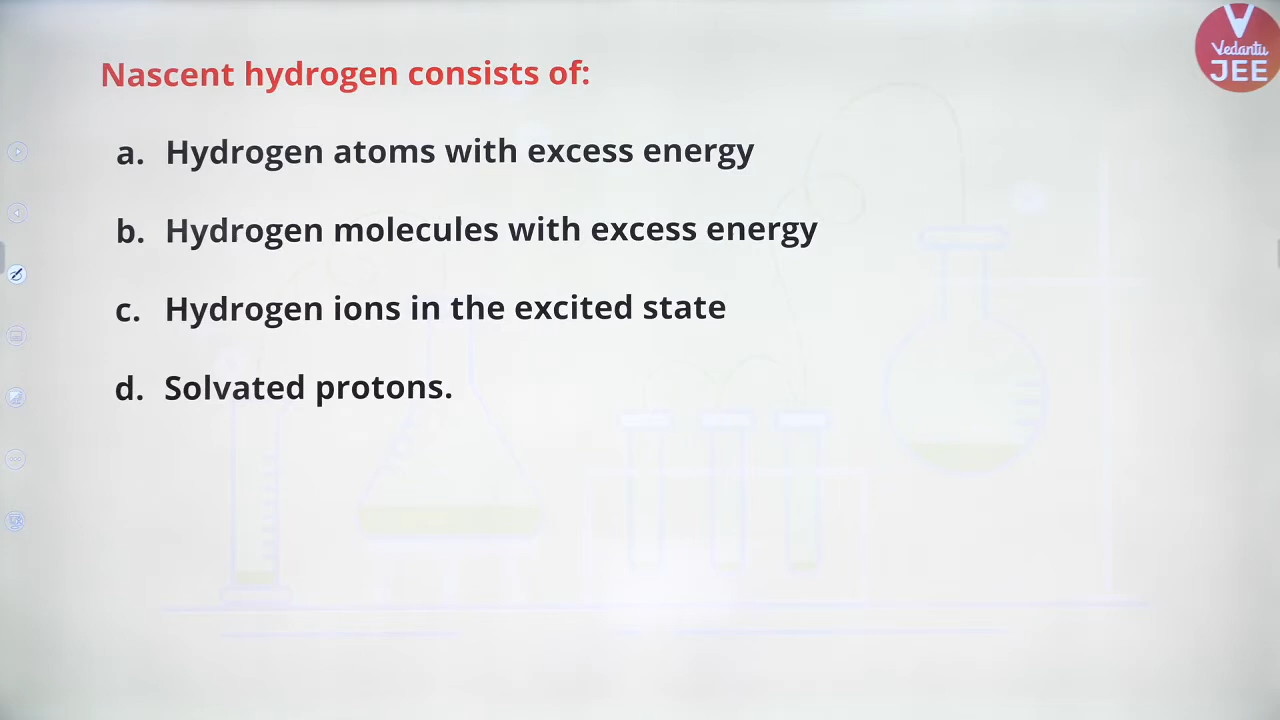 Vedantu
JEE
Nascent hydrogen consists of:
a. Hydrogen atoms with excess energy
b. Hydrogen molecules with excess energy
c. Hydrogen ions in the excited state
d. Solvated protons.